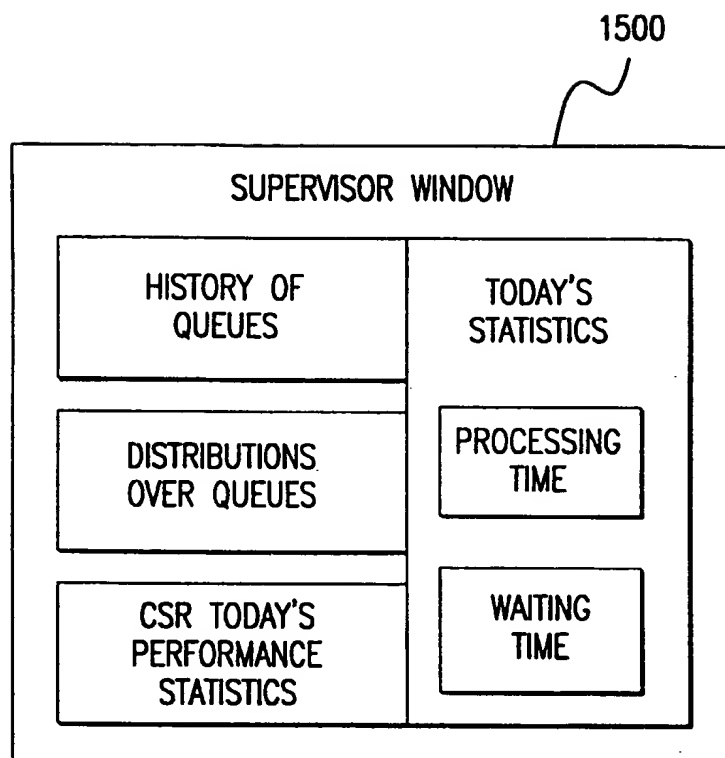 1500
SUPERVISOR WINDOW
HISTORY OF
QUEUES
DISTRIBUTIONS
OVER QUEUES
CSR TODAY'S
PERFORMANCE
STATISTICS
TODAY'S
STATISTICS
PROCESSING
TIME
WAITING
TIME